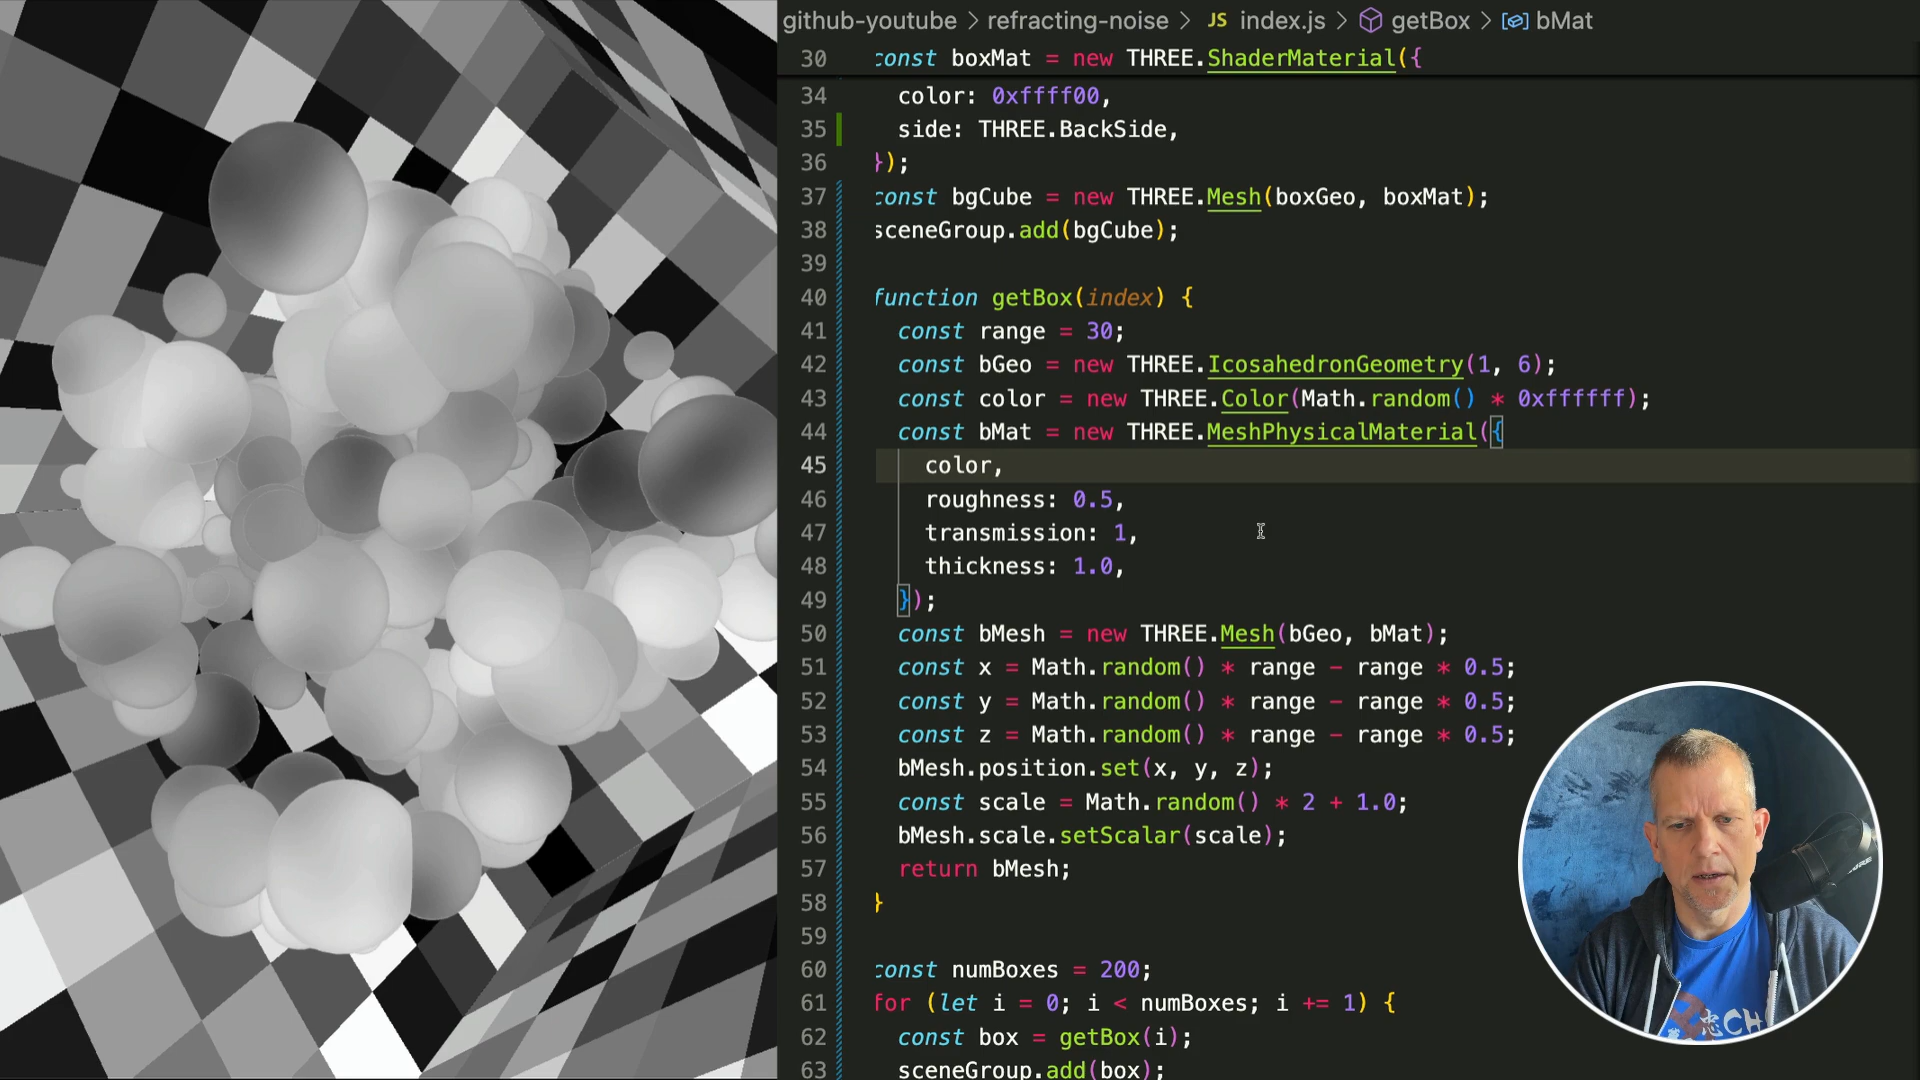 github-youtube > refracting-noise > JS index.js > getBox > bMat
30 const boxMat = new THREE.ShaderMaterial({
34 color: 0xffff00,
35 side: THREE.BackSide,
36 });
37 const bgCube = new THREE.Mesh(boxGeo, boxMat);
38 sceneGroup.add(bgCube);
39
40 function getBox(index) {
41 const range = 30;
42 const bGeo = new THREE.IcosahedronGeometry(1, 6);
43 const color = new THREE.Color(Math.random() * 0xffffff);
44 const bMat = new THREE.MeshPhysicalMaterial({
45 color,
46 roughness: 0.5,
47 transmission: 1,
48 thickness: 1.0,
49 });
50 const bMesh = new THREE.Mesh(bGeo, bMat);
51 const x = Math.random() * range - range * 0.5;
52 const y = Math.random() * range - range * 0.5;
53 const z = Math.random() * range - range * 0.5;
54 bMesh.position.set(x, y, z);
55 const scale = Math.random() * 2 + 1.0;
56 bMesh.scale.setScalar(scale);
57 return bMesh;
58 }
59
60 const numBoxes = 200;
61 for (let i = 0; i < numBoxes; i += 1) {
62 const box = getBox(i);
63 sceneGroup.add(box);